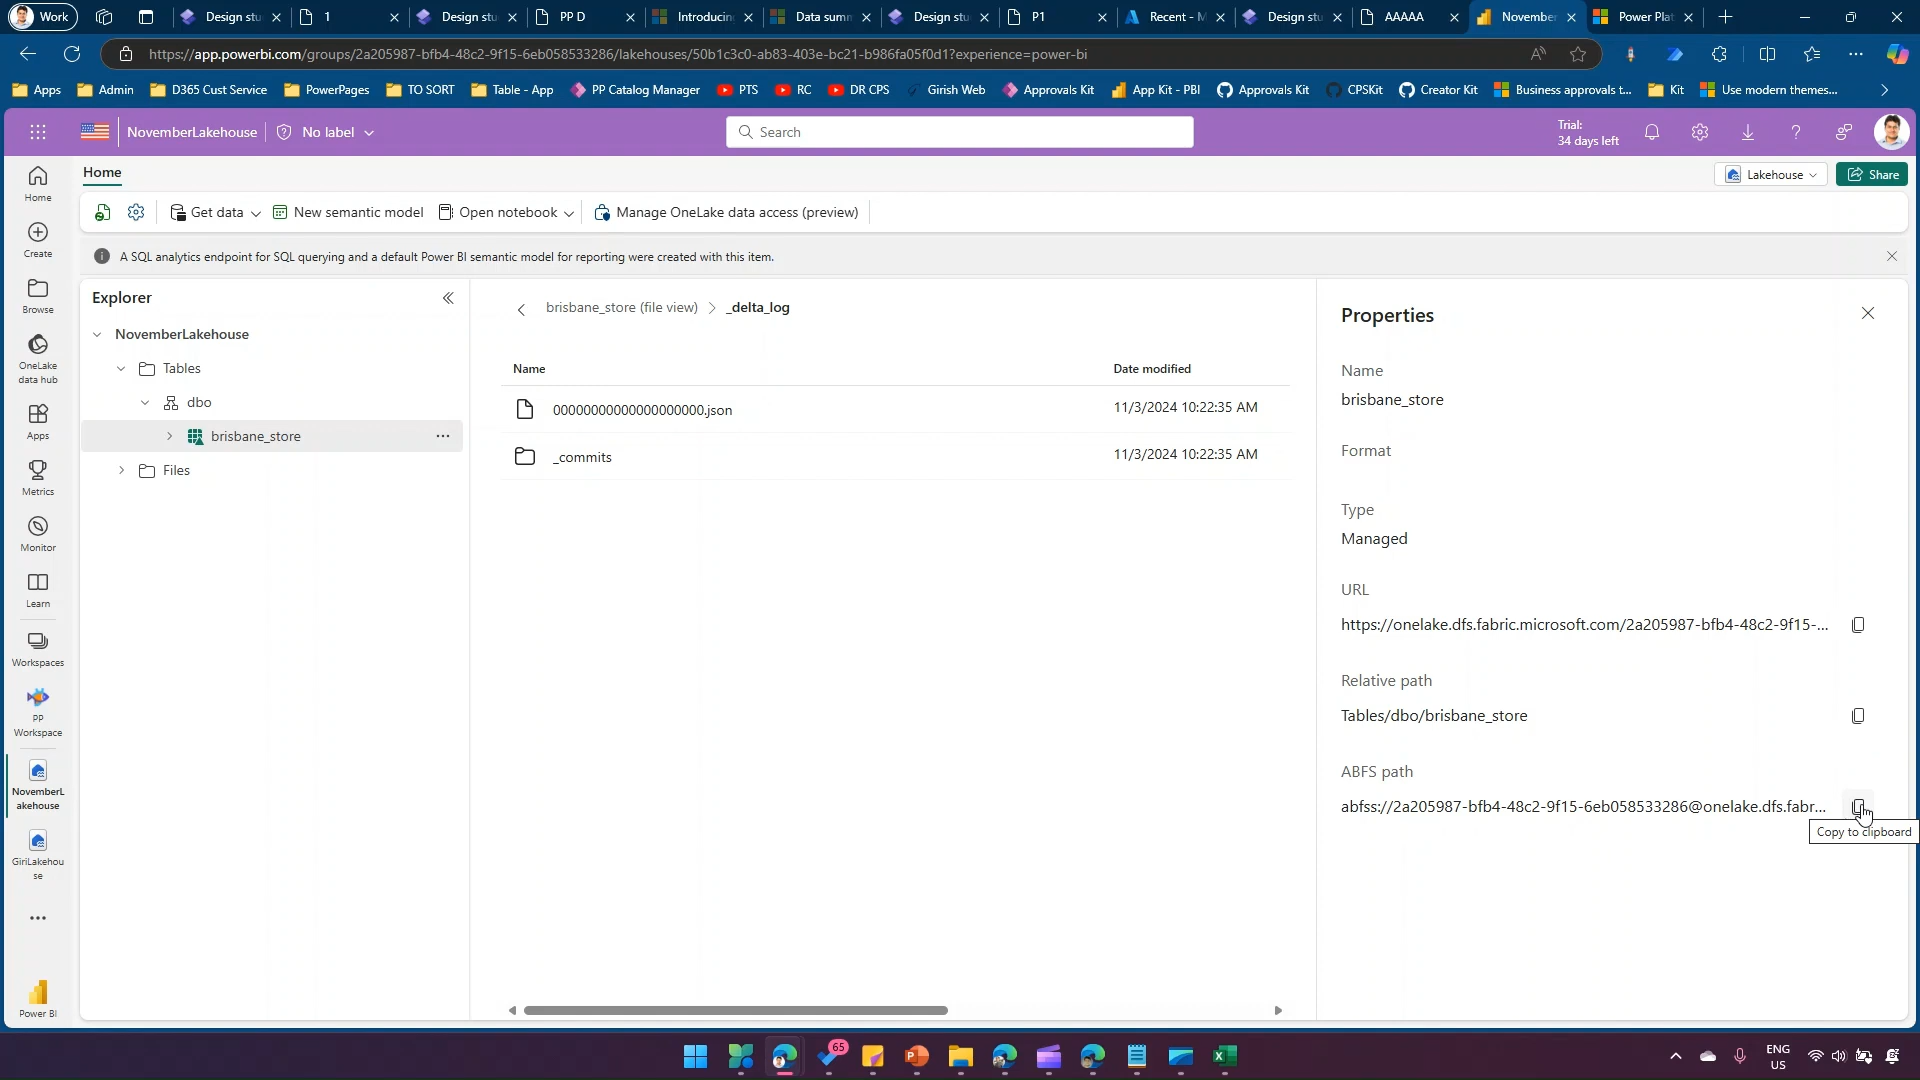 Work
Design stu
1
Design stu
PP D
Introducin
Data summ
Design stu
P1
Recent - M
Design stu
AAAAA
November
Power Plat
https://app.powerbi.com/groups/2a205987-bfb4-48c2-9f15-6eb058533286/lakehouses/50b1c3c0-ab83-403e-bc21-b986fa05f0d1?experience=power-bi
Apps
Admin
D365 Cust Service
PowerPages
TO SORT
Table - App
PP Catalog Manager
PTS
RC
DR CPS
Girish Web
Approvals Kit
App Kit - PBI
Approvals Kit
CPSKit
Creator Kit
Business approvals t...
Kit
Use modern themes...
NovemberLakehouse
No label
Search
Trial:
34 days left
Home
Lakehouse
Share
Get data
New semantic model
Open notebook
Manage OneLake data access (preview)
A SQL analytics endpoint for SQL querying and a default Power BI semantic model for reporting were created with this item.
Home
Create
Browse
OneLake
data hub
Apps
Metrics
Monitor
Learn
Workspaces
PP
Workspace
NovemberL
akehouse
GiriLakehou
se
Power BI
Explorer
NovemberLakehouse
Tables
dbo
brisbane_store
Files
brisbane_store (file view) > _delta_log
Name
Date modified
00000000000000000000.json
11/3/2024 10:22:35 AM
_commits
11/3/2024 10:22:35 AM
Properties
Name
brisbane_store
Format
Type
Managed
URL
https://onelake.dfs.fabric.microsoft.com/2a205987-bfb4-48c2-9f15-...
Relative path
Tables/dbo/brisbane_store
ABFS path
abfss://2a205987-bfb4-48c2-9f15-6eb058533286@onelake.dfs.fabr...
Copy to clipboard
65
ENG
US